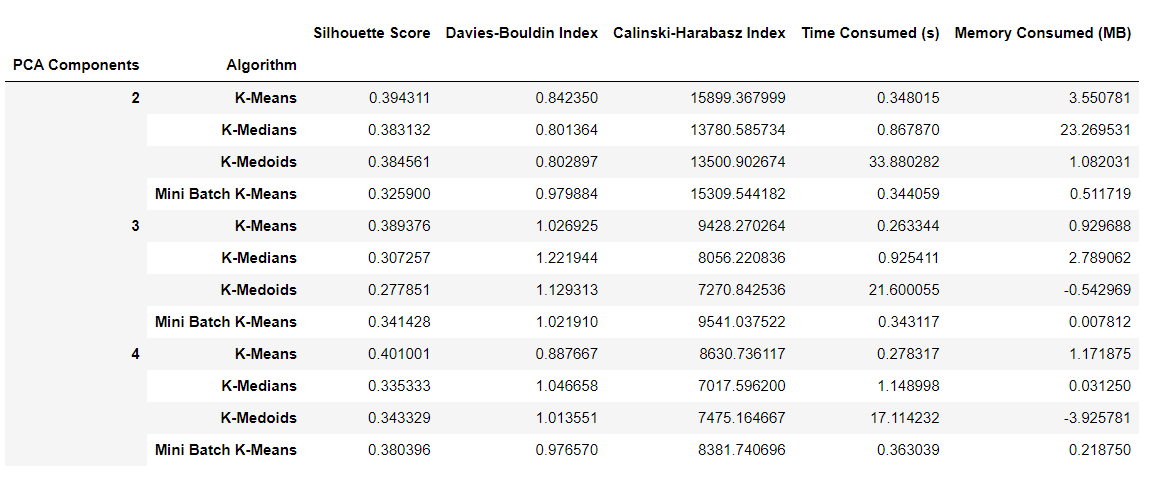 Silhouette Score Davies-Bouldin Index Calinski-Harabasz Index Time Consumed (s) Memory Consumed (MB)
PCA Components Algorithm
2 K-Means 0.394311 0.842350 15899.367999 0.348015 3.550781
K-Medians 0.383132 0.801364 13780.585734 0.867870 23.269531
K-Medoids 0.384561 0.802897 13500.902674 33.880282 1.082031
Mini Batch K-Means 0.325900 0.979884 15309.544182 0.344059 0.511719
3 K-Means 0.389376 1.026925 9428.270264 0.263344 0.929688
K-Medians 0.307257 1.221944 8056.220836 0.925411 2.789062
K-Medoids 0.277851 1.129313 7270.842536 21.600055 -0.542969
Mini Batch K-Means 0.341428 1.021910 9541.037522 0.343117 0.007812
4 K-Means 0.401001 0.887667 8630.736117 0.278317 1.171875
K-Medians 0.335333 1.046658 7017.596200 1.148998 0.031250
K-Medoids 0.343329 1.013551 7475.164667 17.114232 -3.925781
Mini Batch K-Means 0.380396 0.976570 8381.740696 0.363039 0.218750